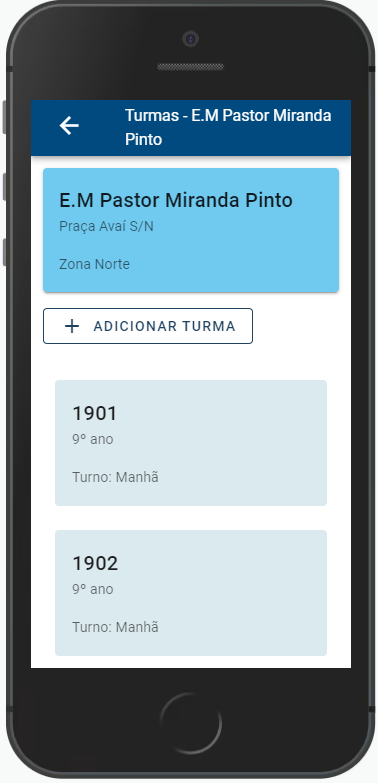 Turmas - E.M Pastor Miranda
Pinto
E.M Pastor Miranda Pinto
Praça Avaí S/N
Zona Norte
ADICIONAR TURMA
1901
9º ano
Turno: Manhã
1902
9º ano
Turno: Manhã